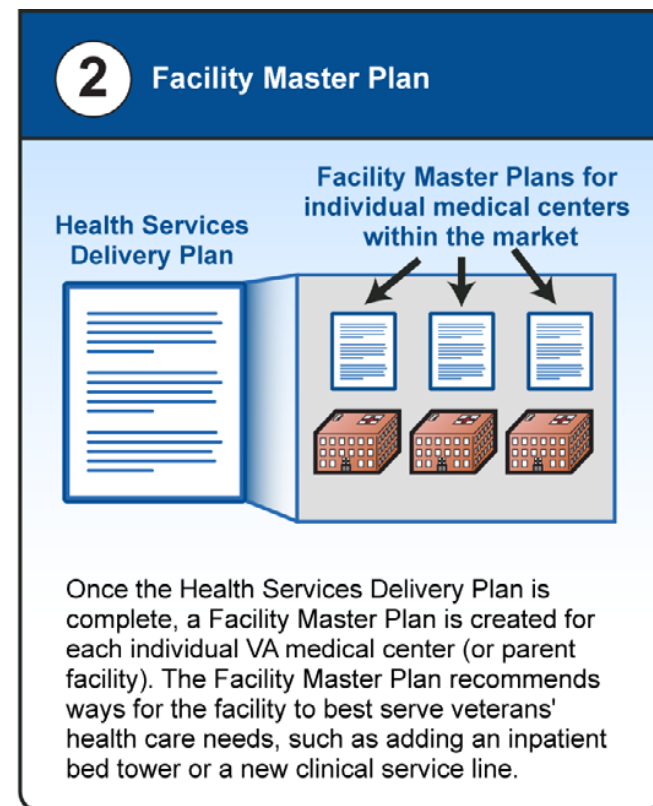 2
Facility Master Plan
Health Services
Delivery Plan
Facility Master Plans for
individual medical centers
within the market
Once the Health Services Delivery Plan is
complete, a Facility Master Plan is created for
each individual VA medical center (or parent
facility). The Facility Master Plan recommends
ways for the facility to best serve veterans'
health care needs, such as adding an inpatient
bed tower or a new clinical service line.